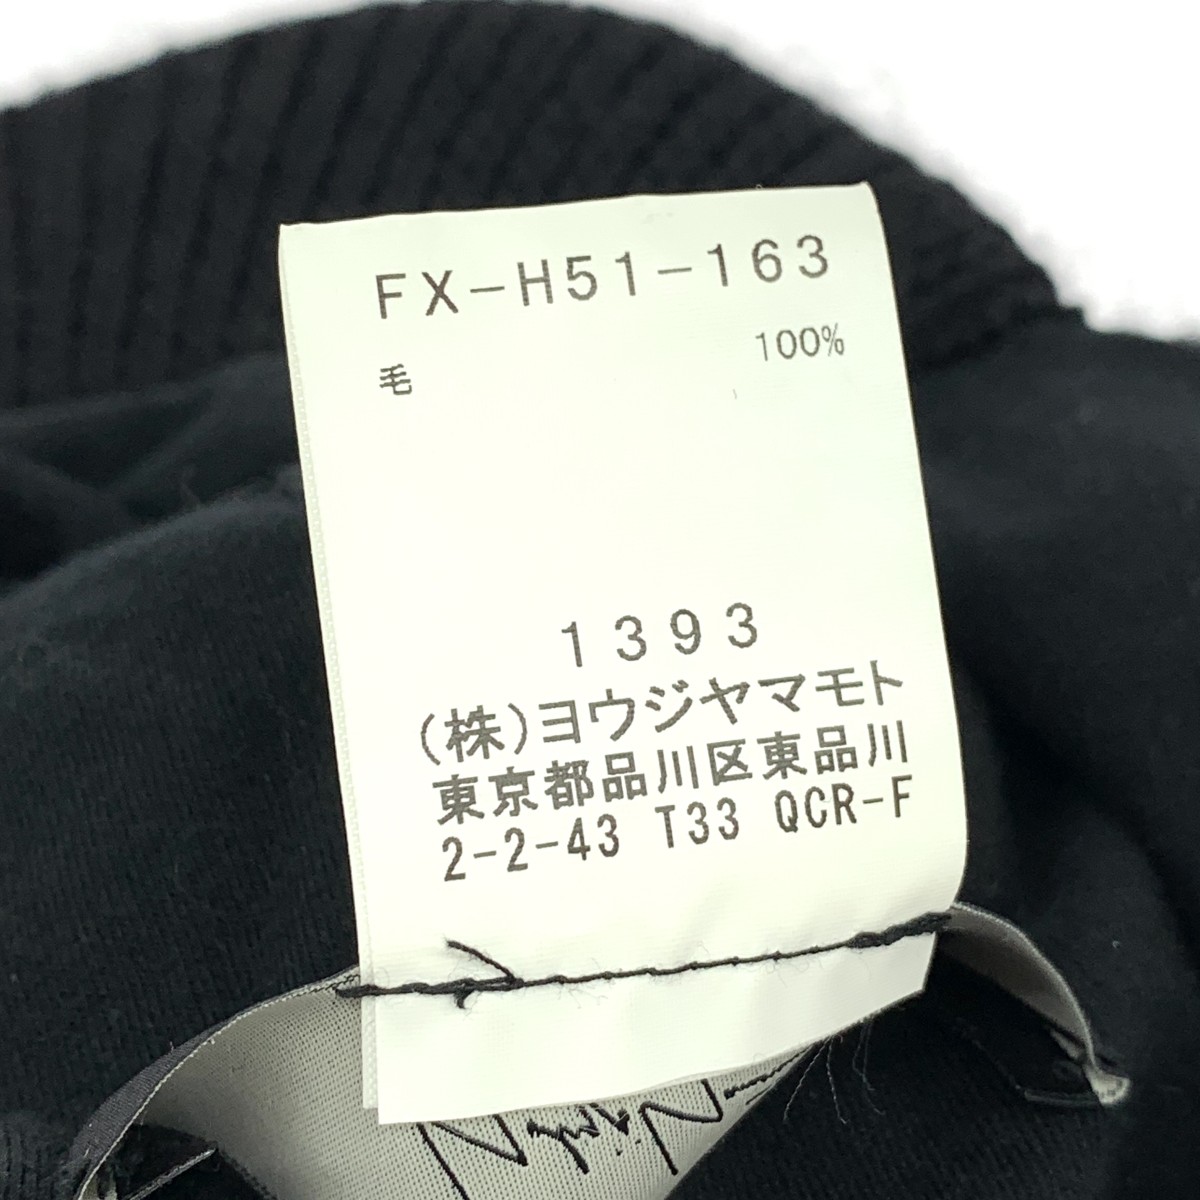 FX-H51-163
毛 100%
1393
(株)ヨウジヤマモト
東京都品川区東品川
2-2-43 T33 QCR-F